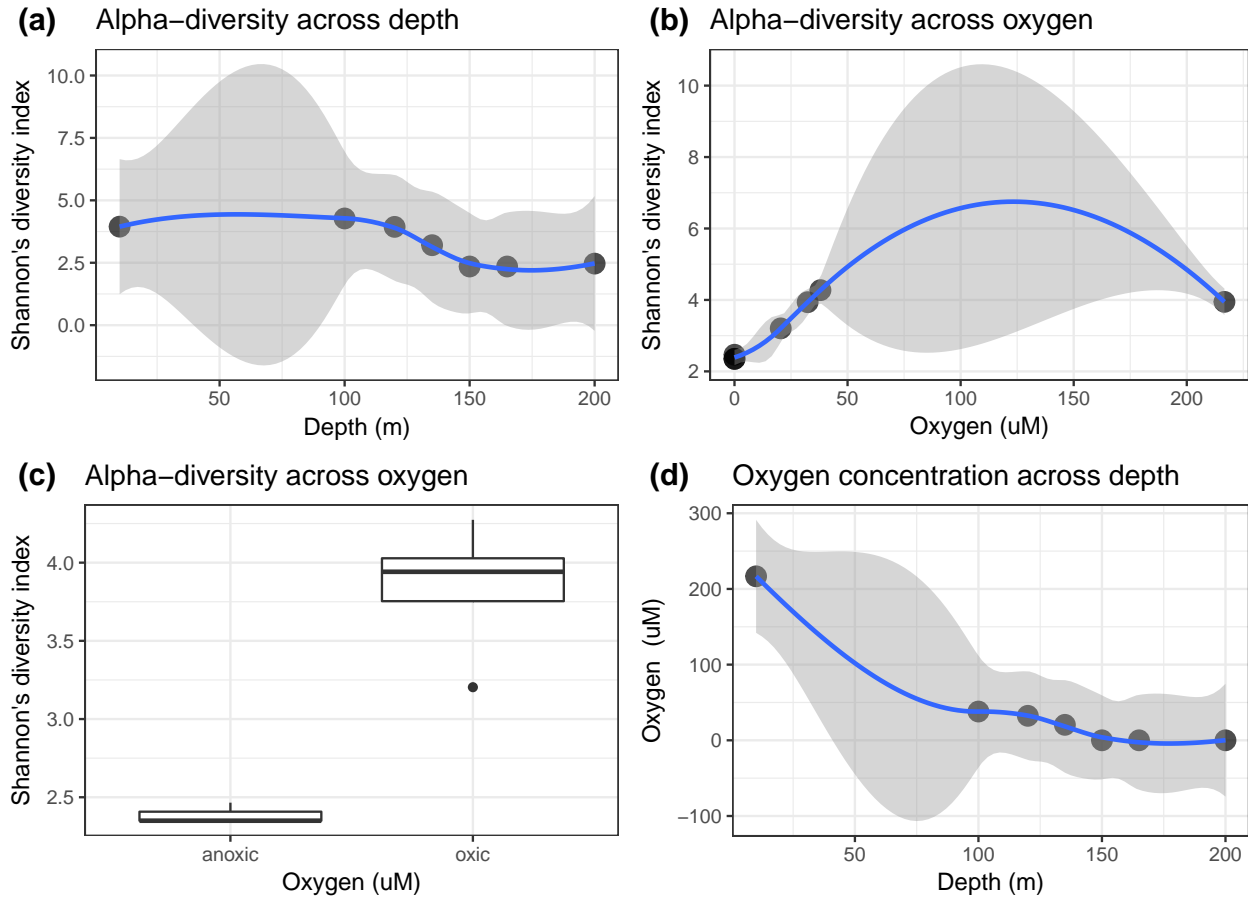 (a) Alpha−diversity across depth
Shannon's diversity index
10.0
7.5
5.0
2.5
0.0
50 100 150 200
Depth (m)
(b) Alpha−diversity across oxygen
Shannon's diversity index
10
8
6
4
2
0 50 100 150 200
Oxygen (uM)
(c) Alpha−diversity across oxygen
Shannon's diversity index
4.0
3.5
3.0
2.5
anoxic oxic
Oxygen (uM)
(d) Oxygen concentration across depth
Oxygen (uM)
300
200
100
0
−100
50 100 150 200
Depth (m)